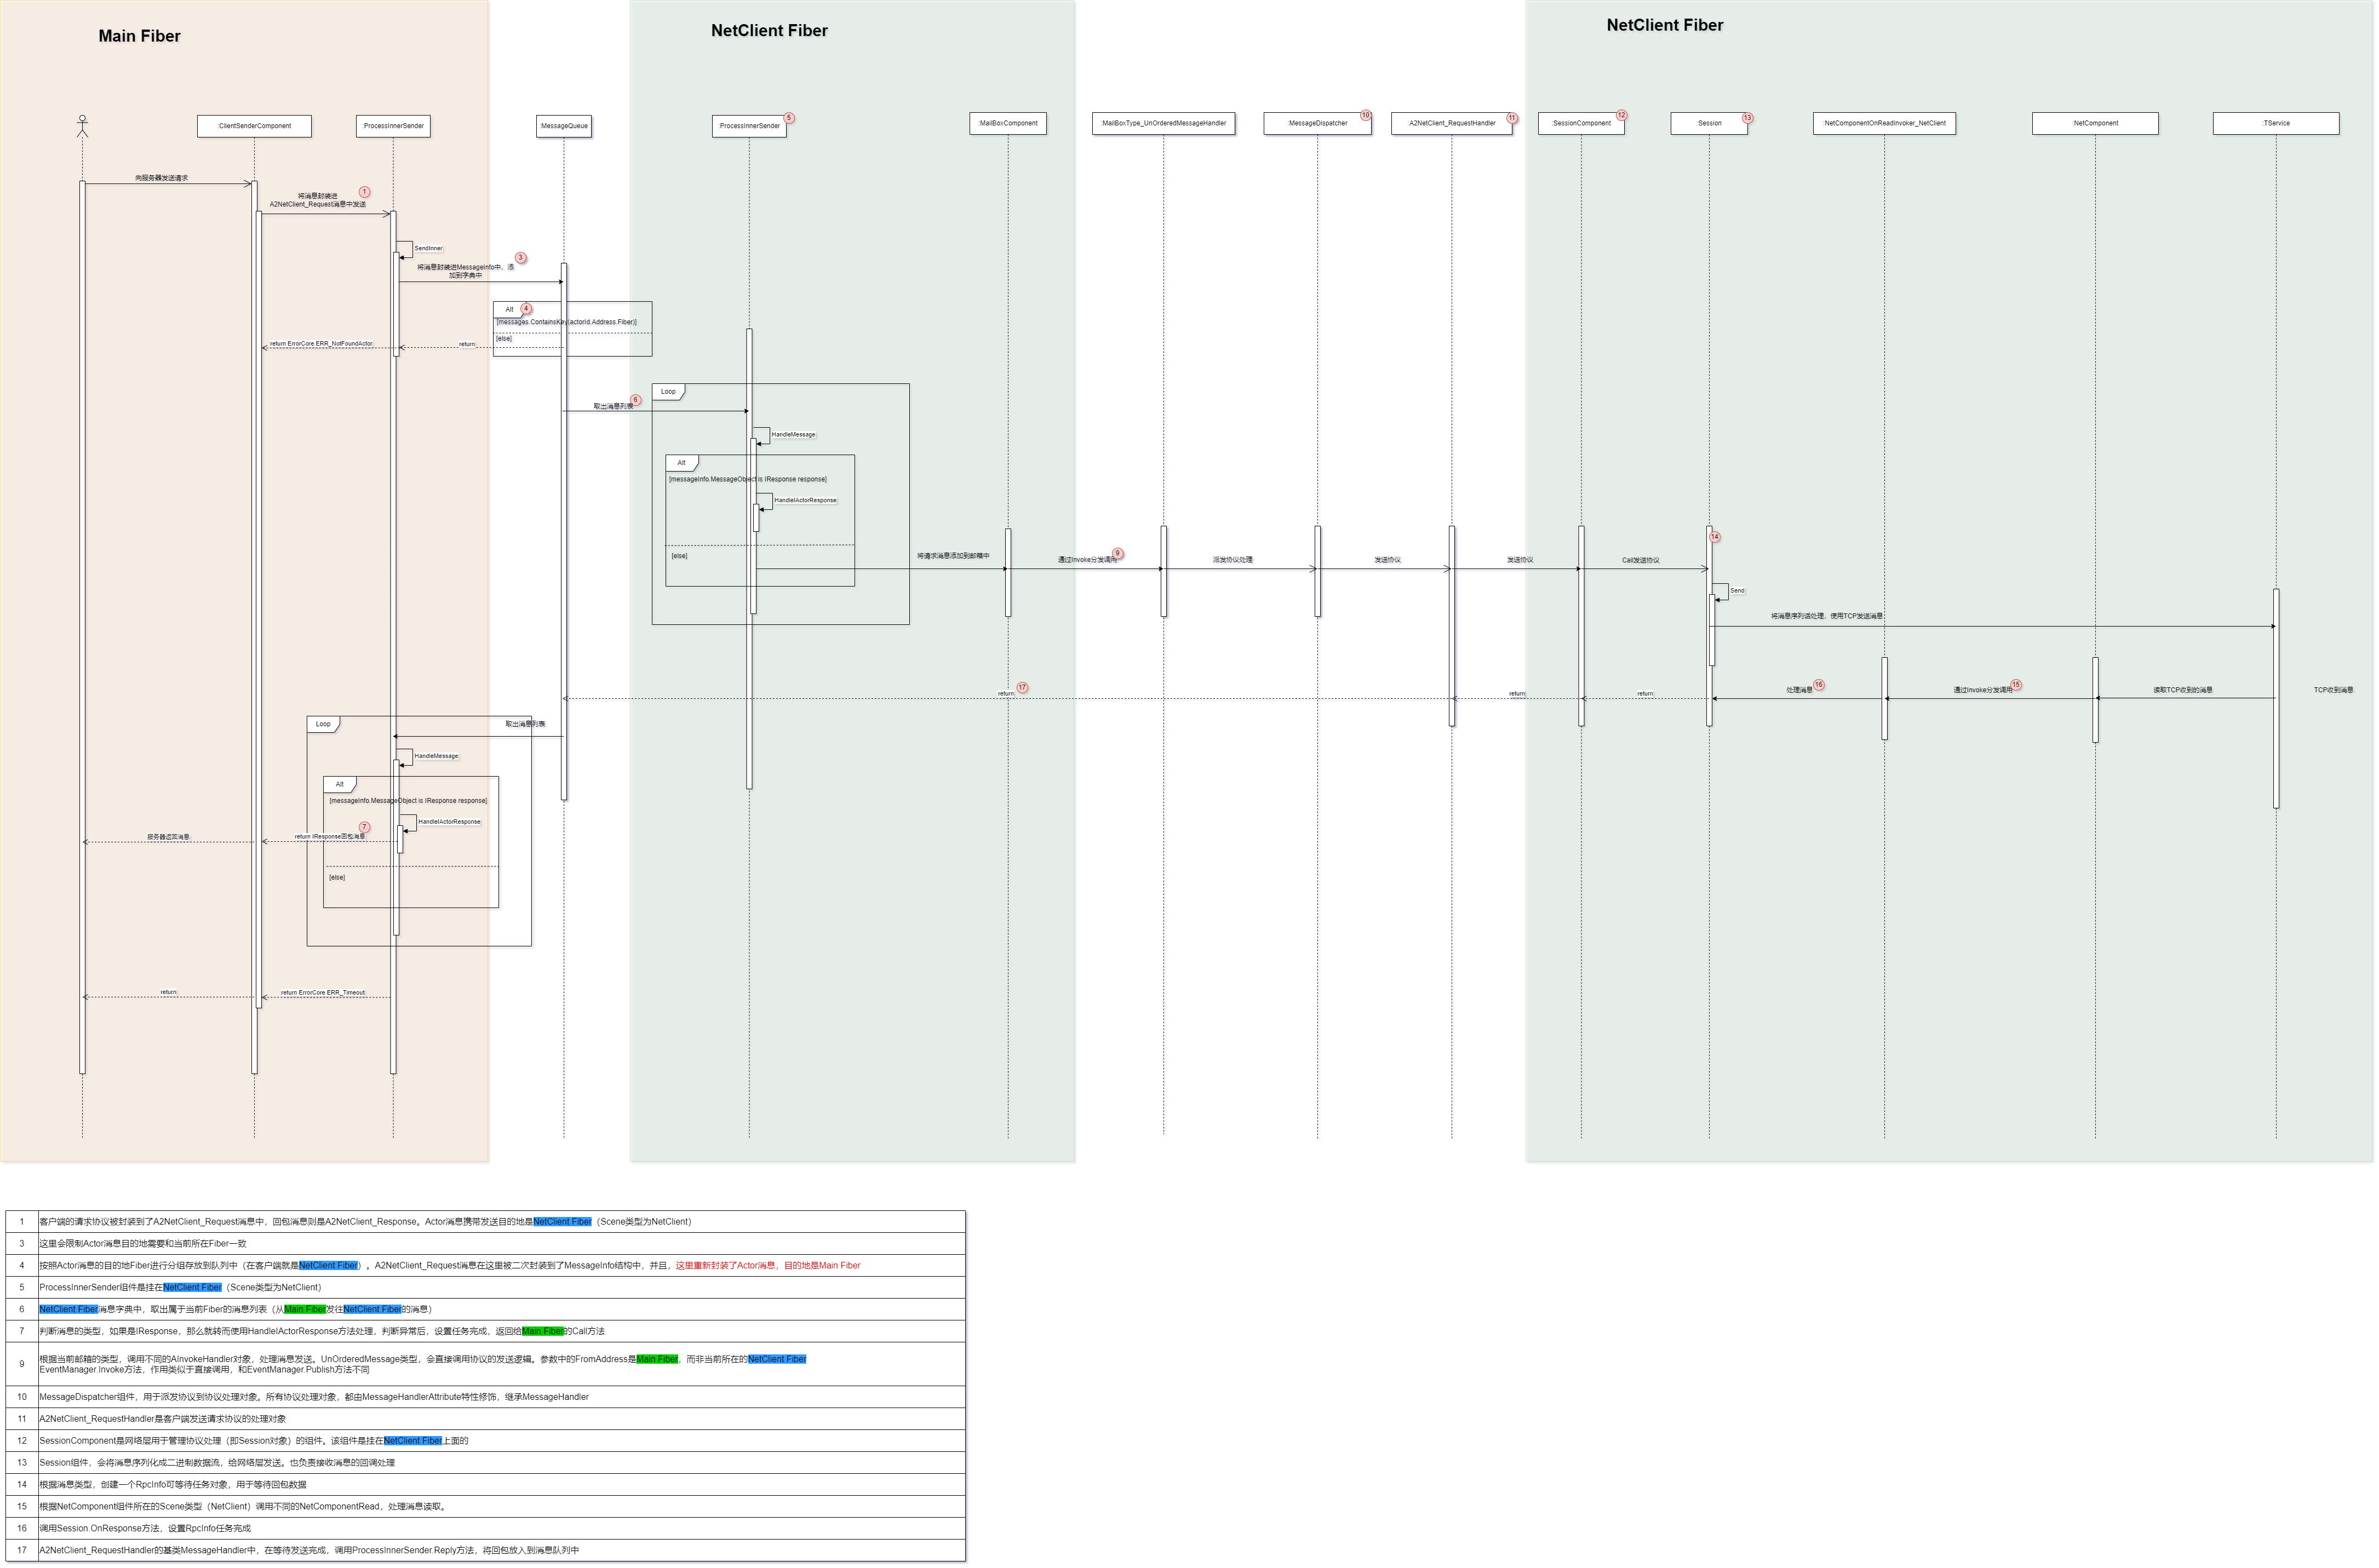 Main Fiber
NetClient Fiber
NetClient Fiber
:ClientSenderComponent
:ProcessInnerSender
:MessageQueue
:ProcessInnerSender
5
:MailBoxComponent
:MailBoxType_UnOrderedMessageHandler
:MessageDispatcher
10
:A2NetClient_RequestHandler
11
:SessionComponent
12
:Session
13
:NetComponentOnReadInvoker_NetClient
:NetComponent
:TService
向服务器发送请求
1
将消息封装进
A2NetClient_Request消息中发送
SendInner
3
将消息封装进MessageInfo中，添
加到字典中
Alt
4
[messages.ContainsKey(actorId.Address.Fiber)]
[else]
return ErrorCore.ERR_NotFoundActor
return
Loop
6
取出消息列表
HandleMessage
Alt
[messageInfo.MessageObject is IResponse response]
HandleIActorResponse
[else]
将请求消息添加到邮箱中
9
通过Invoke分发调用
派发协议处理
发送协议
发送协议
14
Call发送协议
Send
将消息序列话处理，使用TCP发送消息
return
17
return
return
处理消息
16
通过Invoke分发调用
15
读取TCP收到的消息
TCP收到消息
Loop
取出消息列表
HandleMessage
Alt
[messageInfo.MessageObject is IResponse response]
HandleIActorResponse
7
服务器返回消息
return IResponse回包消息
[else]
return
return ErrorCore.ERR_Timeout
1 客户端的请求协议被封装到了A2NetClient_Request消息中，回包消息则是A2NetClient_Response。Actor消息携带发送目的地是NetClient Fiber（Scene类型为NetClient）
3 这里会限制Actor消息目的地需要和当前所在Fiber一致
4 按照Actor消息的目的地Fiber进行分组存放到队列中（在客户端就是NetClient Fiber）。A2NetClient_Request消息在这里被二次封装到了MessageInfo结构中，并且，这里重新封装了Actor消息，目的地是Main Fiber
5 ProcessInnerSender组件是挂在NetClient Fiber（Scene类型为NetClient）
6 NetClient Fiber消息字典中，取出属于当前Fiber的消息列表（从Main Fiber发往NetClient Fiber的消息）
7 判断消息的类型，如果是IResponse，那么就转而使用HandleIActorResponse方法处理，判断异常后，设置任务完成，返回给Main Fiber的Call方法
9 根据当前邮箱的类型，调用不同的AInvokeHandler对象，处理消息发送。UnOrderedMessage类型，会直接调用协议的发送逻辑。参数中的FromAddress是Main Fiber，而非当前所在的NetClient Fiber
EventManager.Invoke方法，作用类似于直接调用，和EventManager.Publish方法不同
10 MessageDispatcher组件，用于派发协议到协议处理对象。所有协议处理对象，都由MessageHandlerAttribute特性修饰，继承MessageHandler
11 A2NetClient_RequestHandler是客户端发送请求协议的处理对象
12 SessionComponent是网络层用于管理协议处理（即Session对象）的组件。该组件是挂在NetClient Fiber上面的
13 Session组件，会将消息序列化成二进制数据流，给网络层发送。也负责接收消息的回调处理
14 根据消息类型，创建一个RpcInfo可等待任务对象，用于等待回包数据
15 根据NetComponent组件所在的Scene类型（NetClient）调用不同的NetComponentRead，处理消息读取。
16 调用Session.OnResponse方法，设置RpcInfo任务完成
17 A2NetClient_RequestHandler的基类MessageHandler中，在等待发送完成，调用ProcessInnerSender.Reply方法，将回包放入到消息队列中